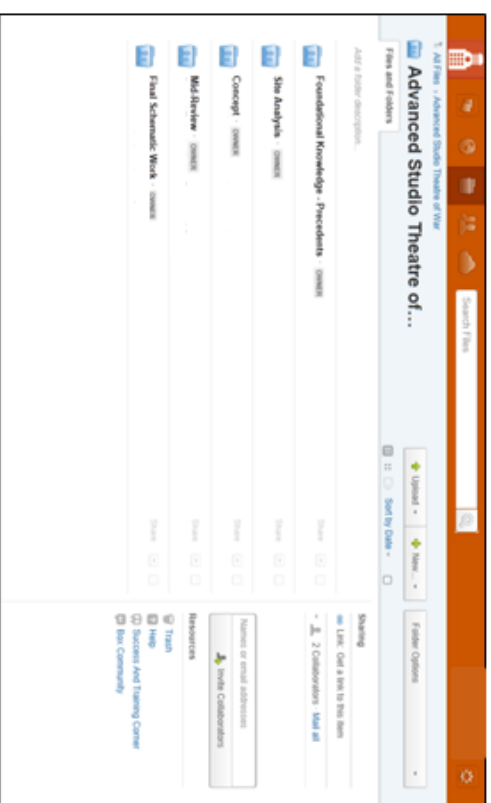 Search Files
1. All Files › Advanced Studio Theatre of War
Advanced Studio Theatre of...
Upload
New...
Folder Options
Files and Folders
Sort by Date
Add a folder description...
Foundational Knowledge - Precedents · OWNER
Share
Site Analysis · OWNER
Share
Concept · OWNER
Share
Mid-Review · OWNER
Share
Final Schematic Work · OWNER
Share
Sharing
Link: Get a link to this item
2 Collaborators · Mail all
Names or email addresses
Invite Collaborators
Resources
Trash
Help
Success And Training Corner
Box Community